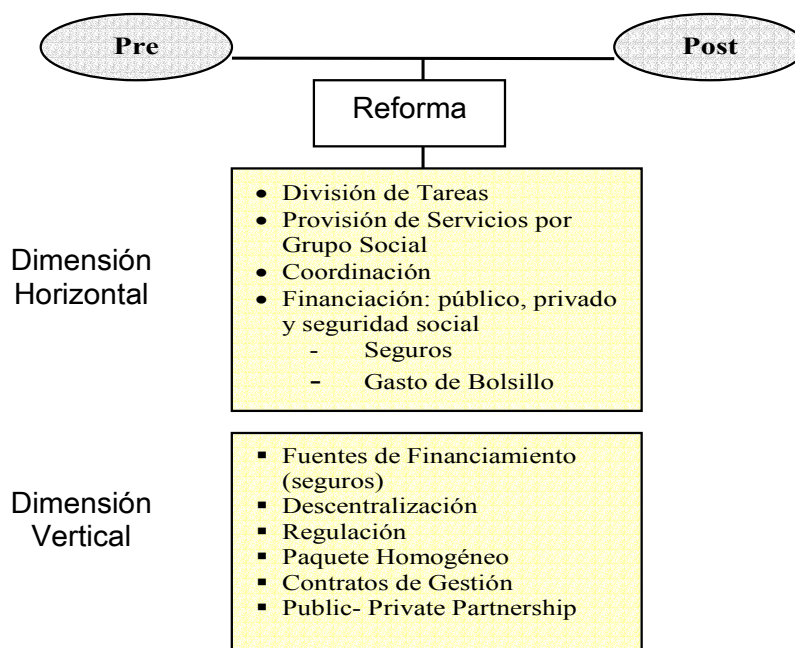 Pre
Post
Reforma
Dimensión
Horizontal
• División de Tareas
• Provisión de Servicios por
Grupo Social
• Coordinación
• Financiación: público, privado
y seguridad social
- Seguros
- Gasto de Bolsillo
Dimensión
Vertical
▪ Fuentes de Financiamiento
(seguros)
▪ Descentralización
▪ Regulación
▪ Paquete Homogéneo
▪ Contratos de Gestión
▪ Public- Private Partnership